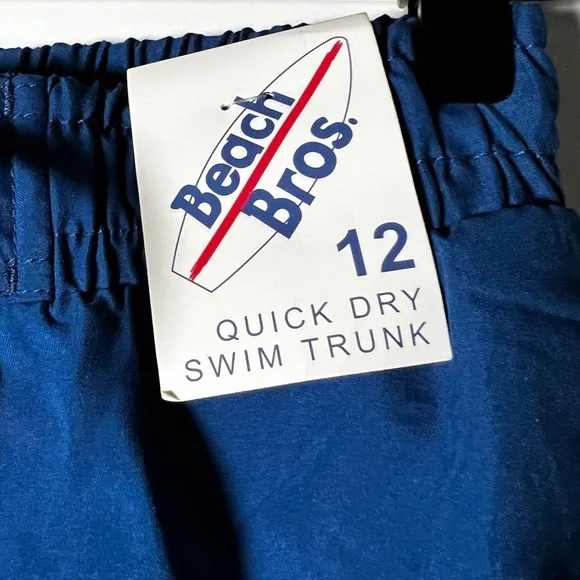 Beach
Bros.
12
QUICK DRY
SWIM TRUNK